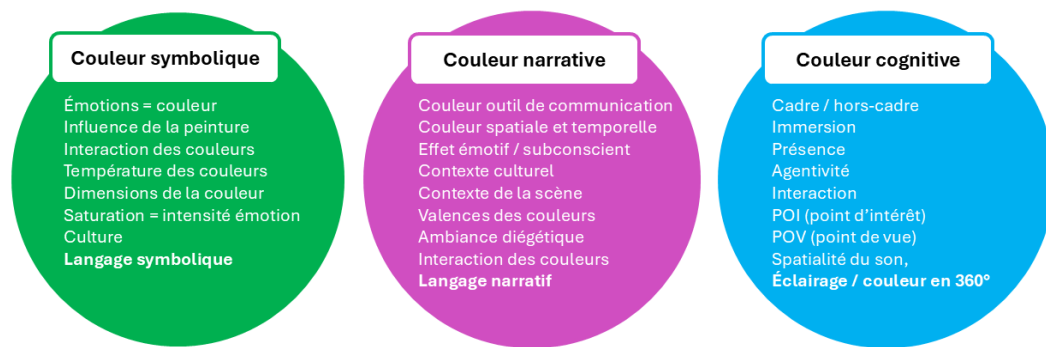 Couleur symbolique
Émotions = couleur
Influence de la peinture
Interaction des couleurs
Température des couleurs
Dimensions de la couleur
Saturation = intensité émotion
Culture
Langage symbolique
Couleur narrative
Couleur outil de communication
Couleur spatiale et temporelle
Effet émotif / subconscient
Contexte culturel
Contexte de la scène
Valences des couleurs
Ambiance diégétique
Interaction des couleurs
Langage narratif
Couleur cognitive
Cadre / hors-cadre
Immersion
Présence
Agentivité
Interaction
POI (point d’intérêt)
POV (point de vue)
Spatialité du son,
Éclairage / couleur en 360°